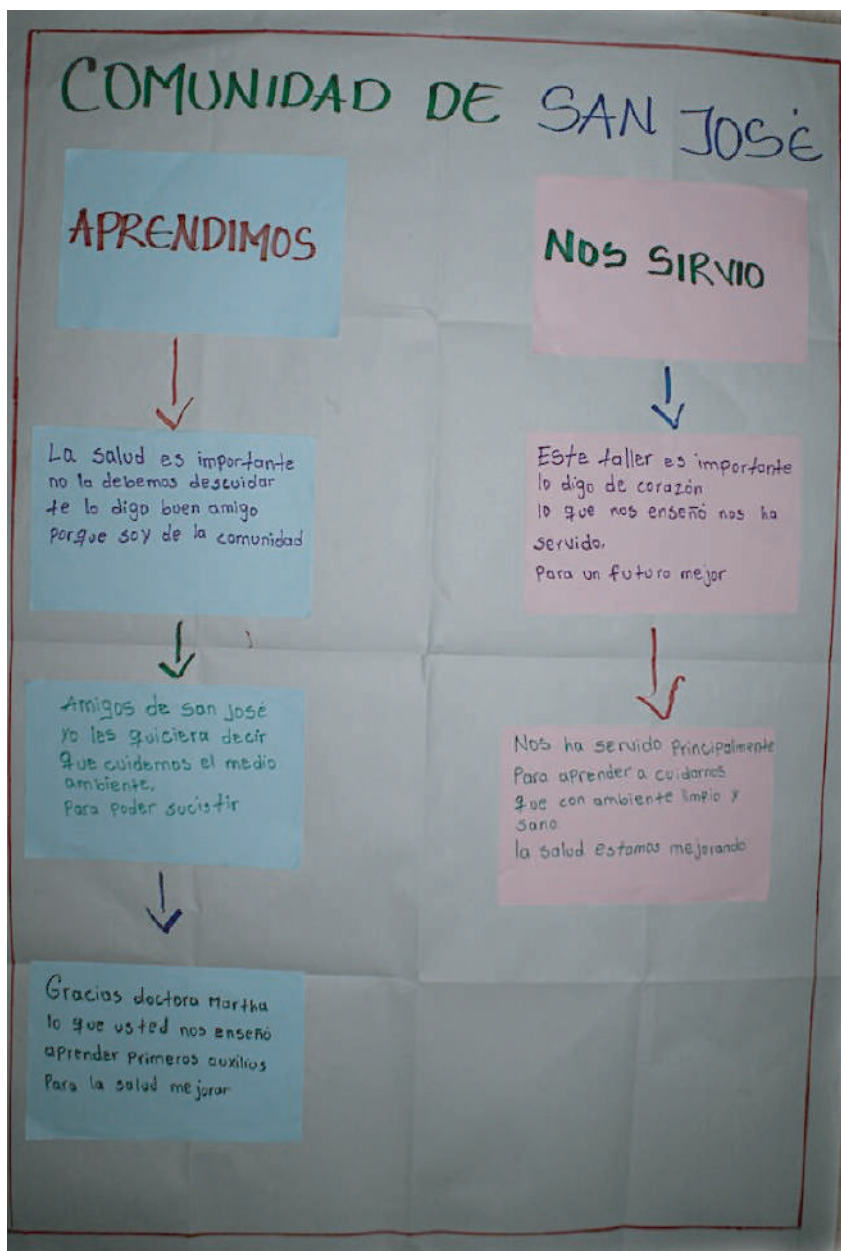 COMUNIDAD DE SAN JOSÉ
APRENDIMOS
La salud es importante
no la debemos descuidar
te lo digo buen amigo
porque soy de la comunidad
Amigos de san josé
yo les quiciera decír
que cuidemos el medio
ambiente,
Para poder sucistir
Gracias doctora Martha
lo que usted nos enseñó
aprender Primeros auxilios
Para la salud mejorar
NOS SIRVIO
Este taller es importante
lo digo de corazón
lo que nos enseñó nos ha
servido,
Para un futuro mejor
Nos ha servido Principalmente
Para aprender a cuidarnos
que con ambiente limpio y
sano
la salud estamos mejorando